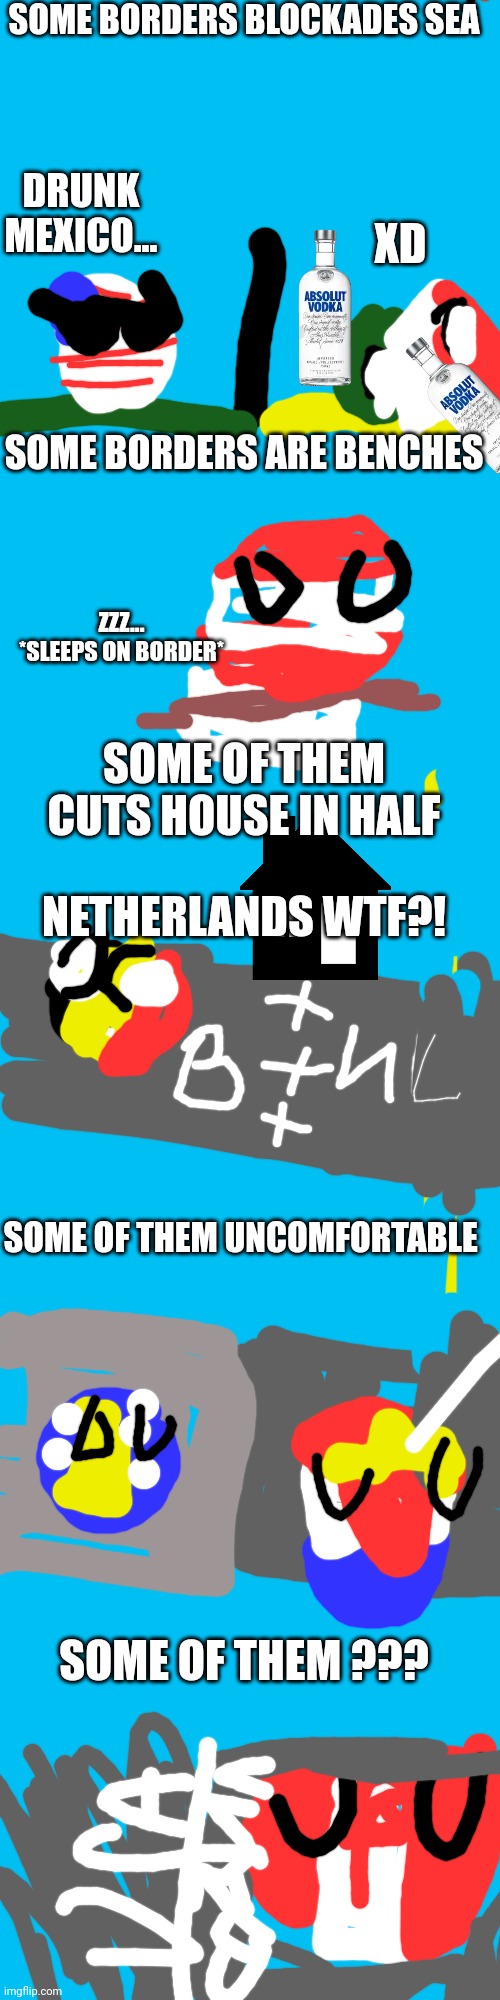 SOME BORDERS BLOCKADES SEA
DRUNK
MEXICO...
XD
ABSOLUT
VODKA
ABSOLUT
VODKA
SOME BORDERS ARE BENCHES
ZZZ...
*SLEEPS ON BORDER*
SOME OF THEM
CUTS HOUSE IN HALF
NETHERLANDS WTF?!
B + + + NL
SOME OF THEM UNCOMFORTABLE
SOME OF THEM ???
imgflip.com